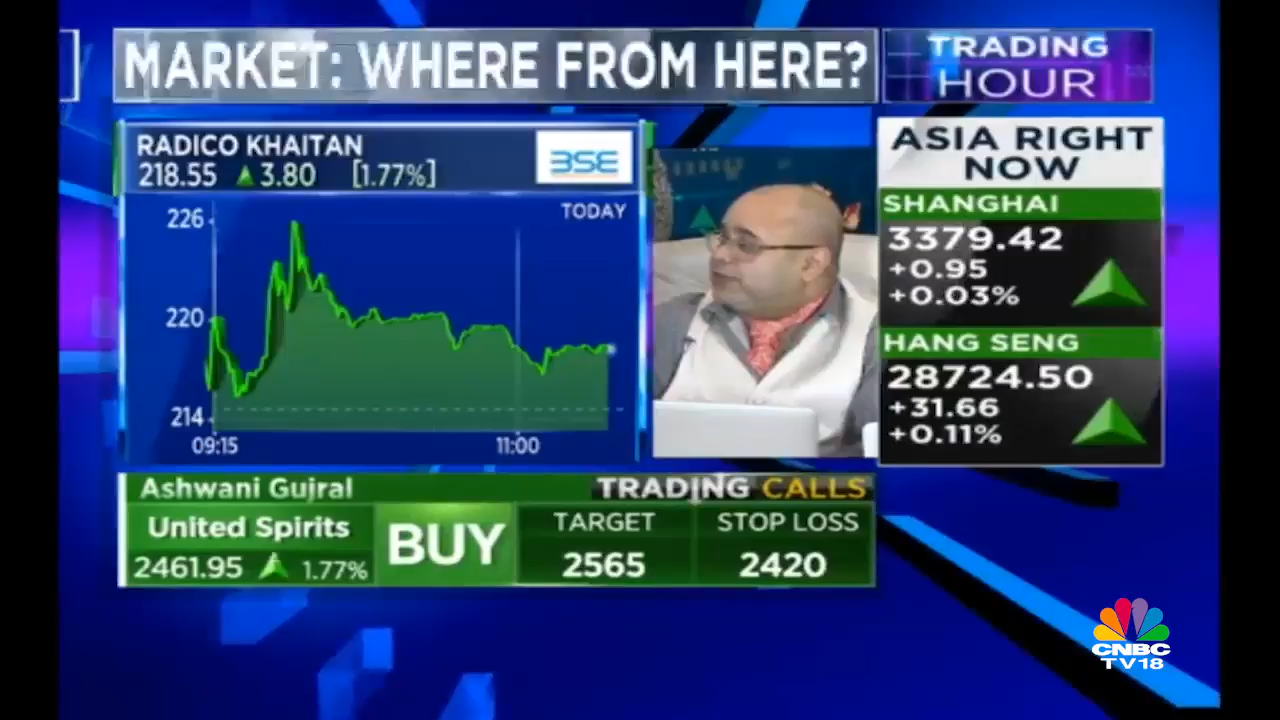 MARKET: WHERE FROM HERE?
TRADING
HOUR
RADICO KHAITAN
218.55 ▲ 3.80 [1.77%]
BSE
TODAY
226
220
214
09:15
11:00
ASIA RIGHT
NOW
SHANGHAI
3379.42
+0.95
+0.03%
HANG SENG
28724.50
+31.66
+0.11%
Ashwani Gujral
TRADING CALLS
United Spirits
2461.95 ▲ 1.77%
BUY
TARGET
2565
STOP LOSS
2420
CNBC
TV18